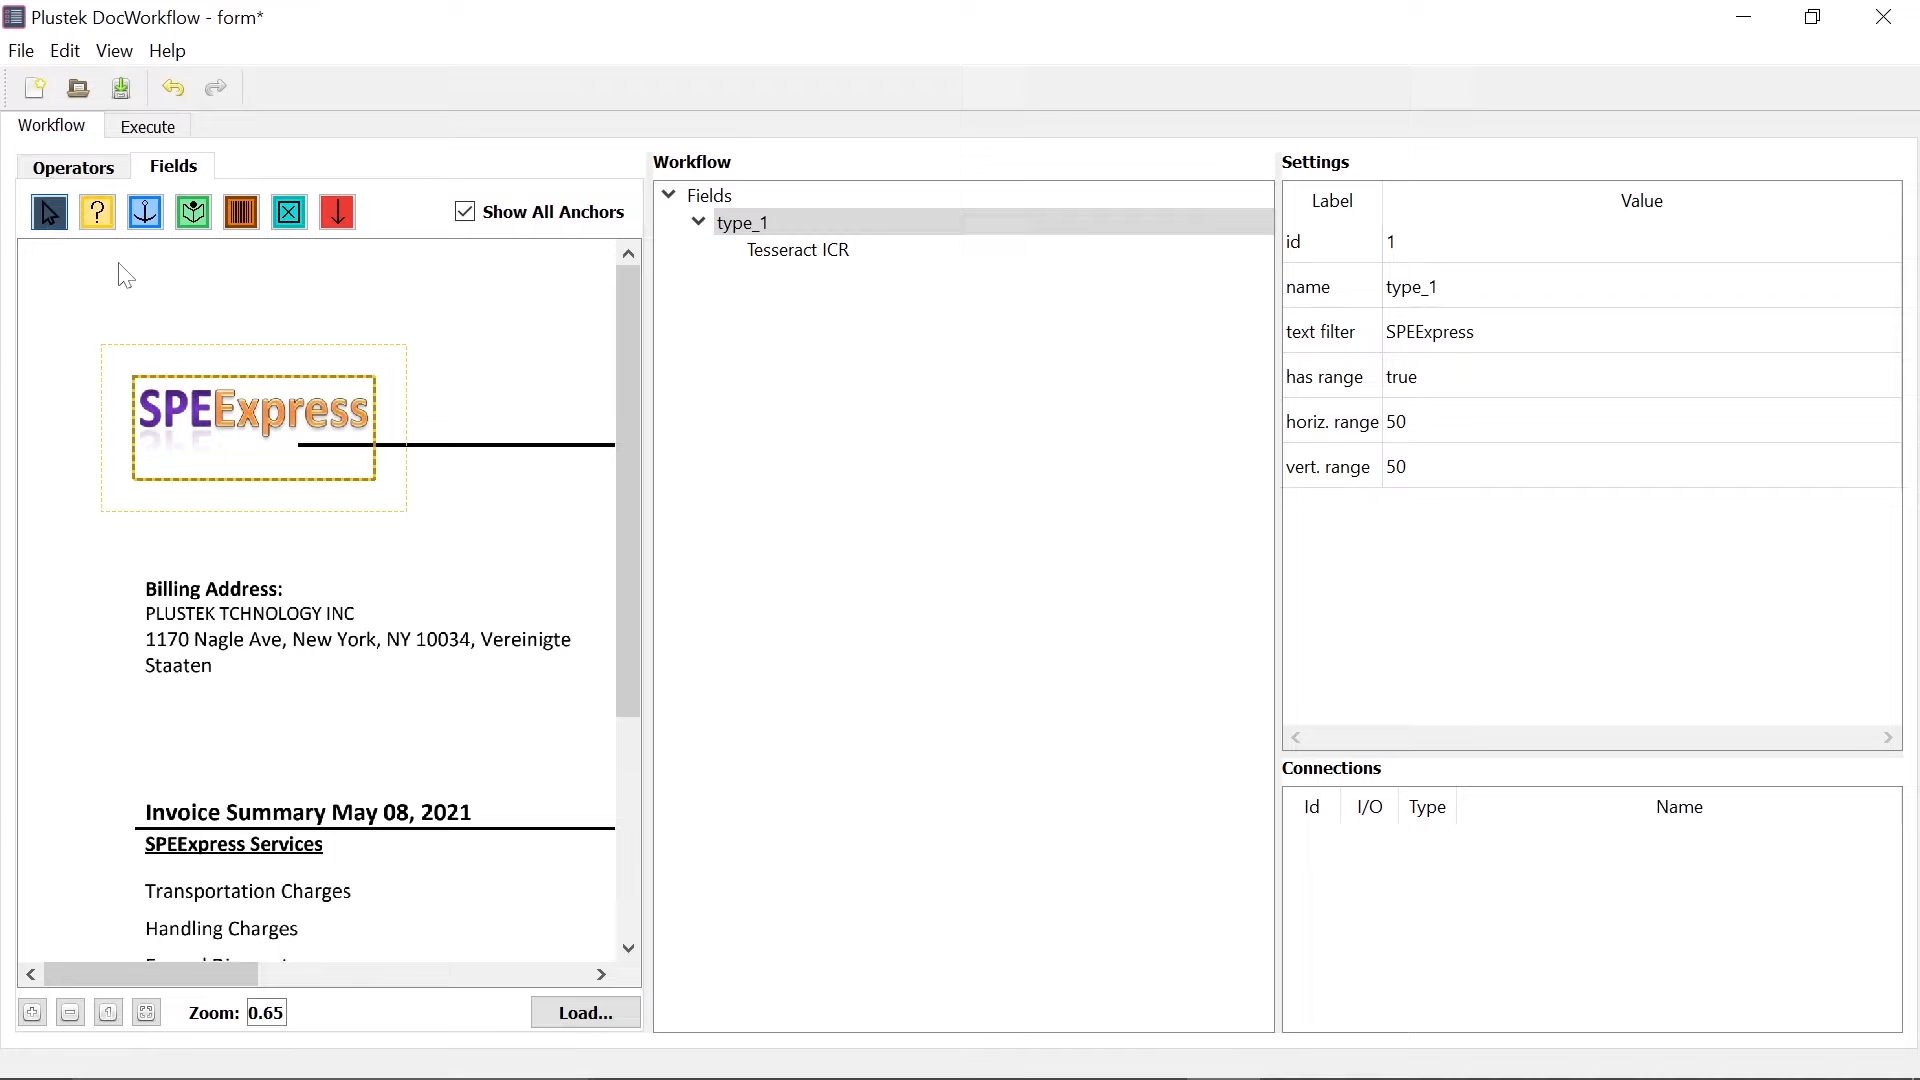 Plustek DocWorkflow - form*
File Edit View Help
Workflow Execute
Operators Fields
Show All Anchors
SPEExpress
Billing Address:
PLUSTEK TCHNOLOGY INC
1170 Nagle Ave, New York, NY 10034, Vereinigte
Staaten
Invoice Summary May 08, 2021
SPEExpress Services
Transportation Charges
Handling Charges
Zoom: 0.65 Load...
Workflow
Fields
type_1
Tesseract ICR
Settings
Label Value
id 1
name type_1
text filter SPEExpress
has range true
horiz. range 50
vert. range 50
Connections
Id I/O Type Name